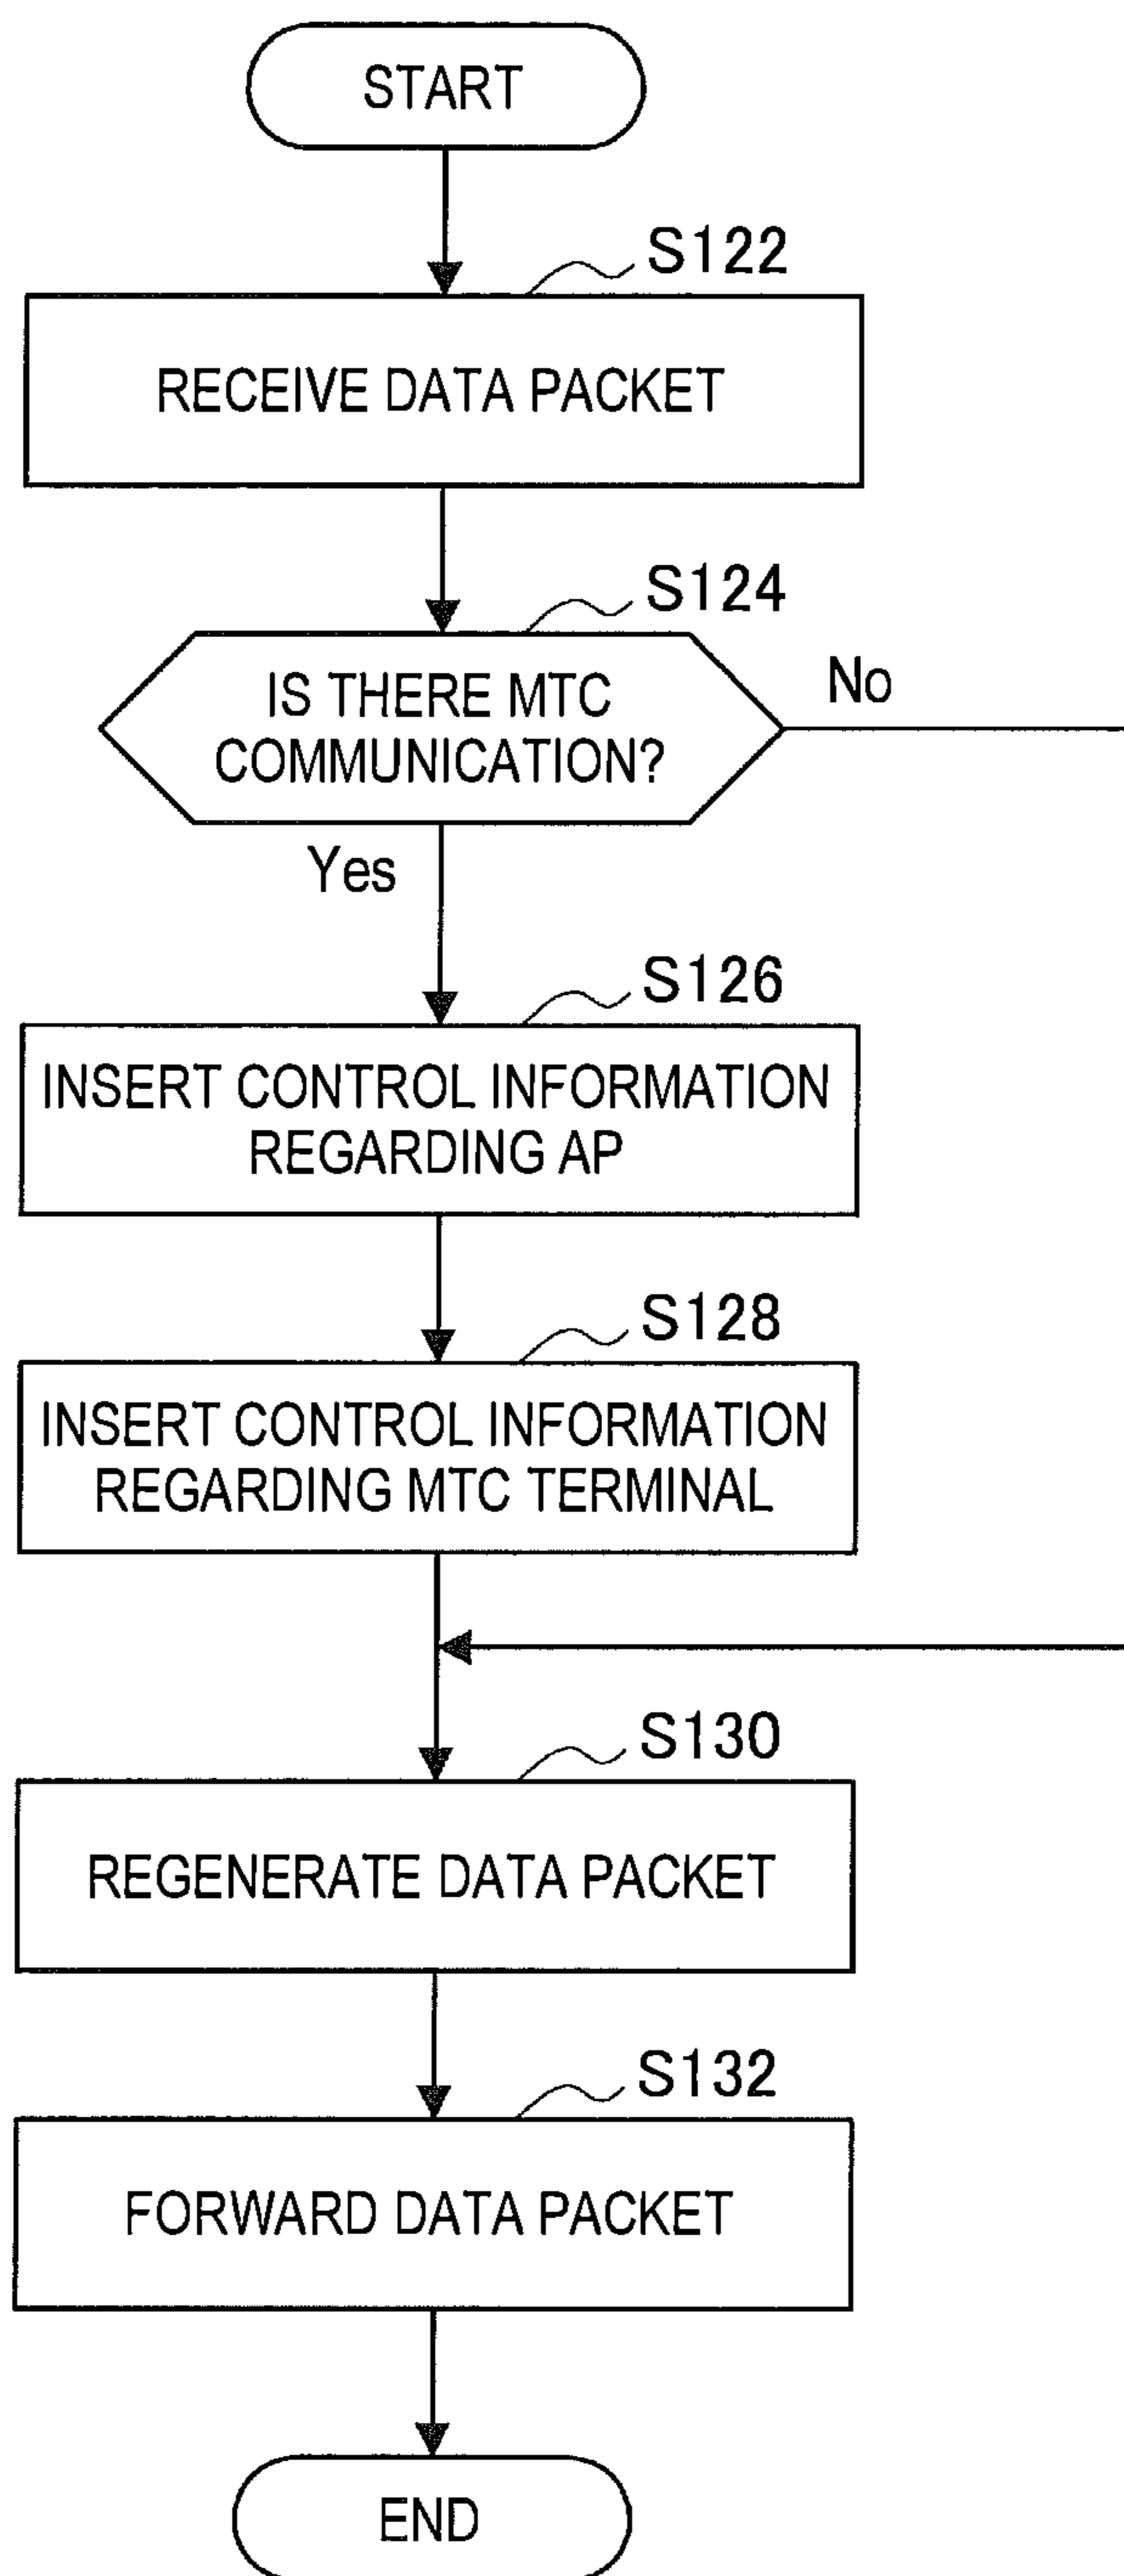 START
S122
RECEIVE DATA PACKET
S124
IS THERE MTC
COMMUNICATION?
No
Yes
S126
INSERT CONTROL INFORMATION
REGARDING AP
S128
INSERT CONTROL INFORMATION
REGARDING MTC TERMINAL
S130
REGENERATE DATA PACKET
S132
FORWARD DATA PACKET
END